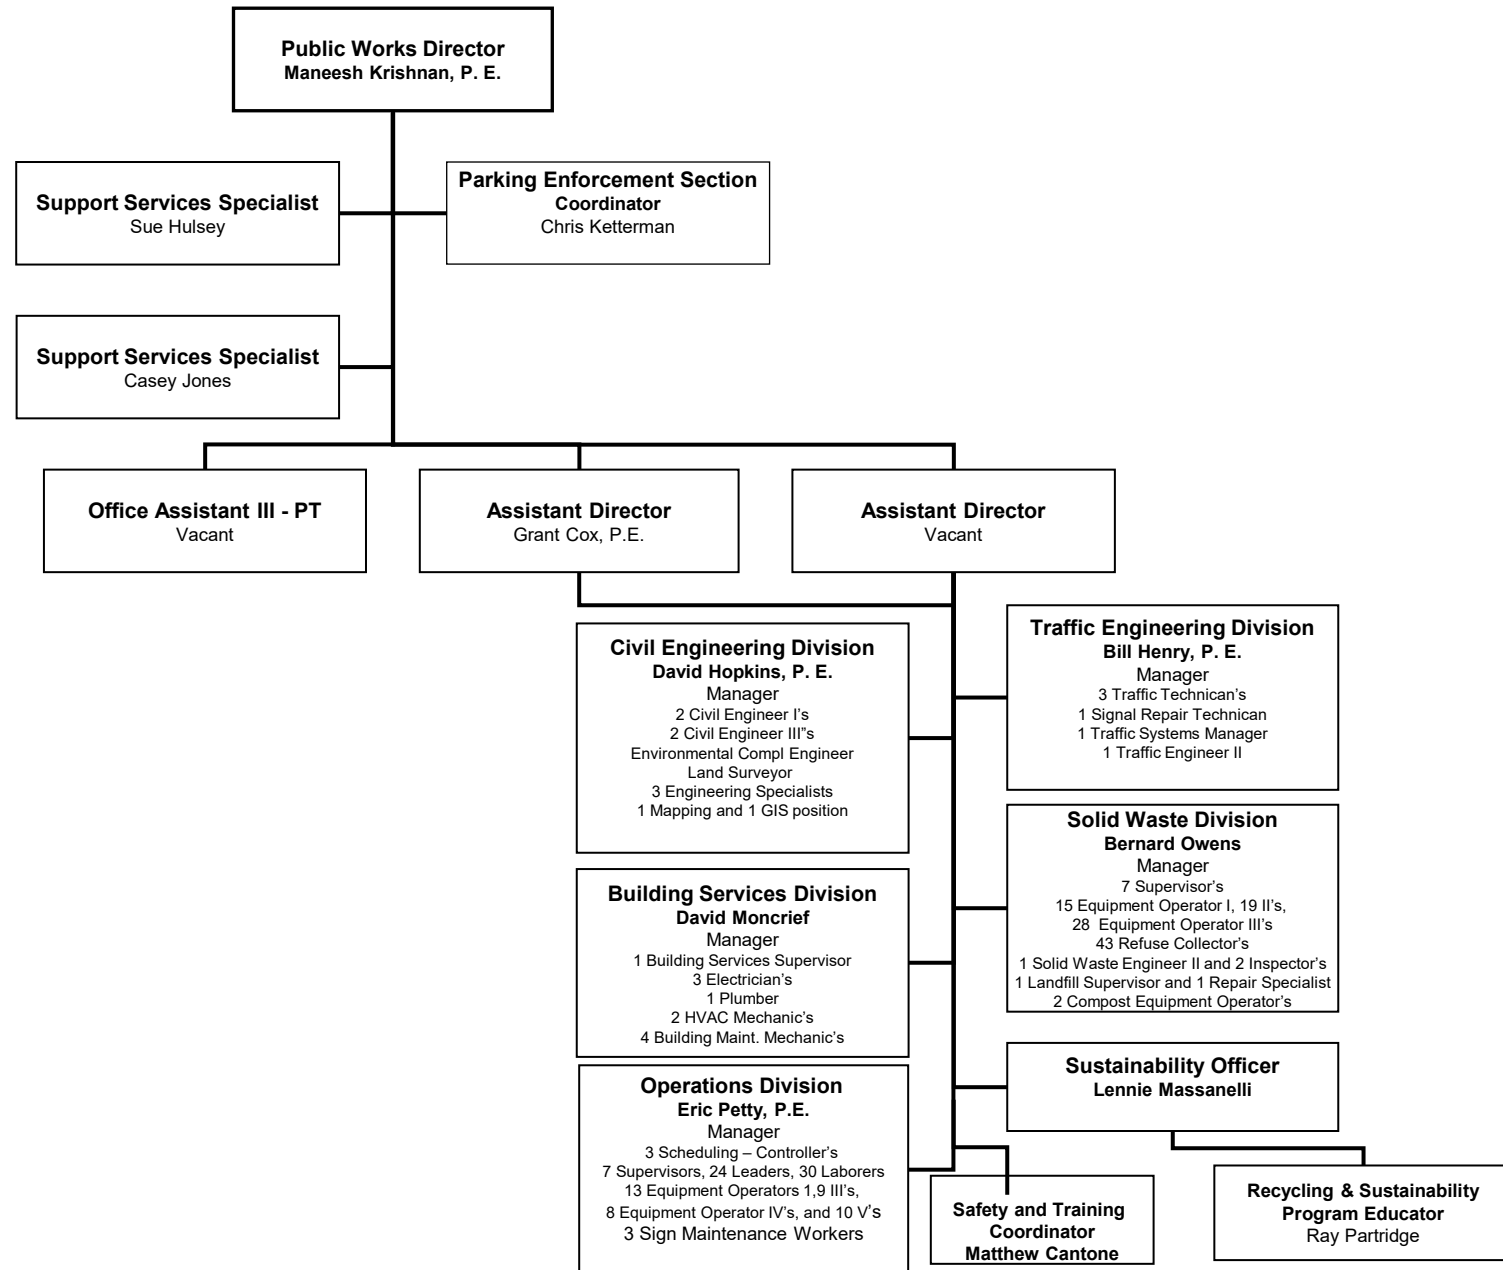 Public Works Director
Maneesh Krishnan, P. E.
Support Services Specialist
Sue Hulsey
Parking Enforcement Section
Coordinator
Chris Ketterman
Support Services Specialist
Casey Jones
Office Assistant III - PT
Vacant
Assistant Director
Grant Cox, P.E.
Assistant Director
Vacant
Civil Engineering Division
David Hopkins, P. E.
Manager
2 Civil Engineer I’s
2 Civil Engineer III”s
Environmental Compl Engineer
Land Surveyor
3 Engineering Specialists
1 Mapping and 1 GIS position
Traffic Engineering Division
Bill Henry, P. E.
Manager
3 Traffic Technican’s
1 Signal Repair Technican
1 Traffic Systems Manager
1 Traffic Engineer II
Solid Waste Division
Bernard Owens
Manager
7 Supervisor’s
15 Equipment Operator I, 19 II’s,
28 Equipment Operator III’s
43 Refuse Collector’s
1 Solid Waste Engineer II and 2 Inspector’s
1 Landfill Supervisor and 1 Repair Specialist
2 Compost Equipment Operator’s
Building Services Division
David Moncrief
Manager
1 Building Services Supervisor
3 Electrician’s
1 Plumber
2 HVAC Mechanic’s
4 Building Maint. Mechanic’s
Sustainability Officer
Lennie Massanelli
Operations Division
Eric Petty, P.E.
Manager
3 Scheduling – Controller’s
7 Supervisors, 24 Leaders, 30 Laborers
13 Equipment Operators 1,9 III’s,
8 Equipment Operator IV’s, and 10 V’s
3 Sign Maintenance Workers
Safety and Training
Coordinator
Matthew Cantone
Recycling & Sustainability
Program Educator
Ray Partridge